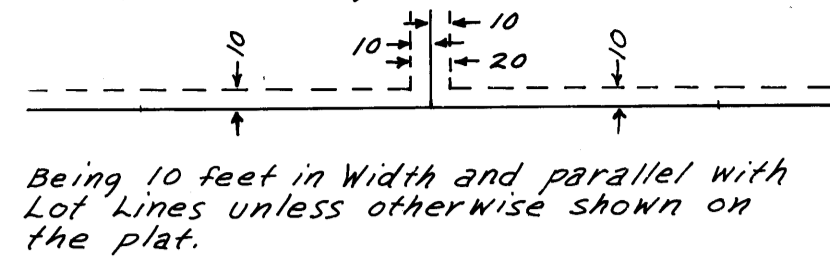 10
10
10
20
10
Being 10 feet in Width and parallel with
Lot Lines unless otherwise shown on
the plat.